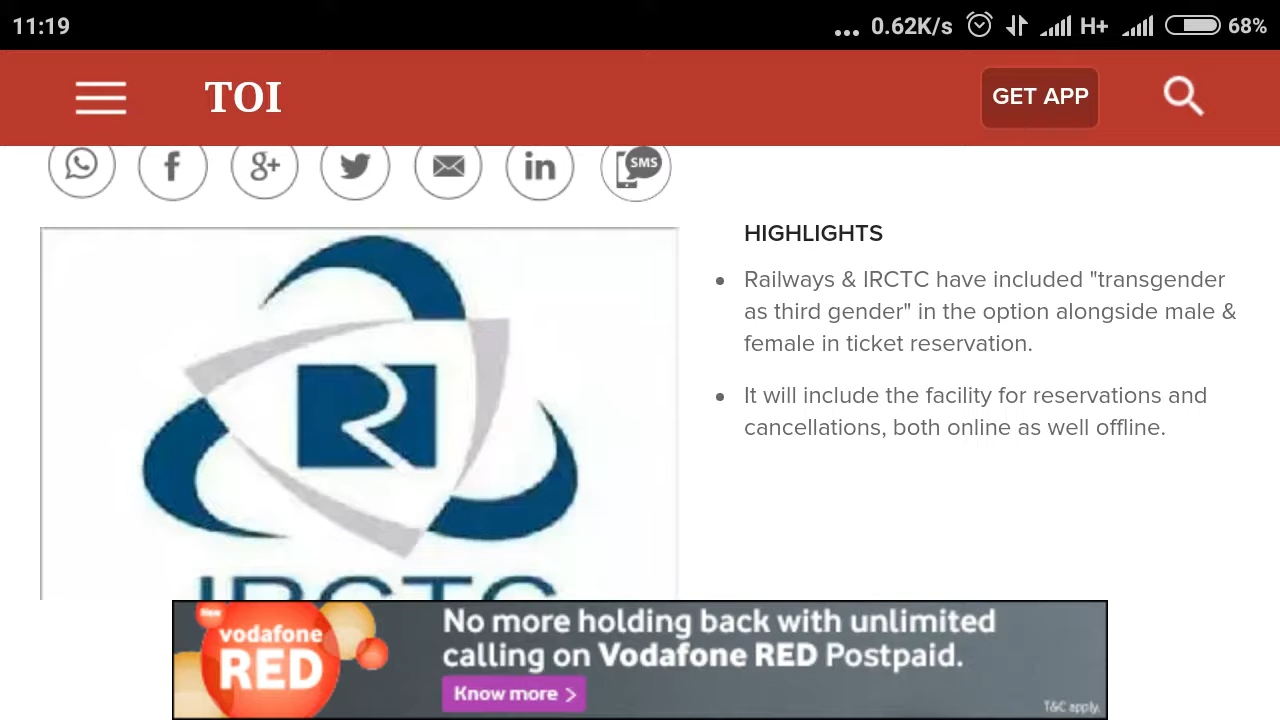 11:19
... 0.62K/s H+ 68%
TOI
GET APP
f g+ in SMS
HIGHLIGHTS
• Railways & IRCTC have included "transgender
as third gender" in the option alongside male &
female in ticket reservation.
• It will include the facility for reservations and
cancellations, both online as well offline.
R
IRCTC
New
vodafone
RED
No more holding back with unlimited
calling on Vodafone RED Postpaid.
Know more >
T&C apply.